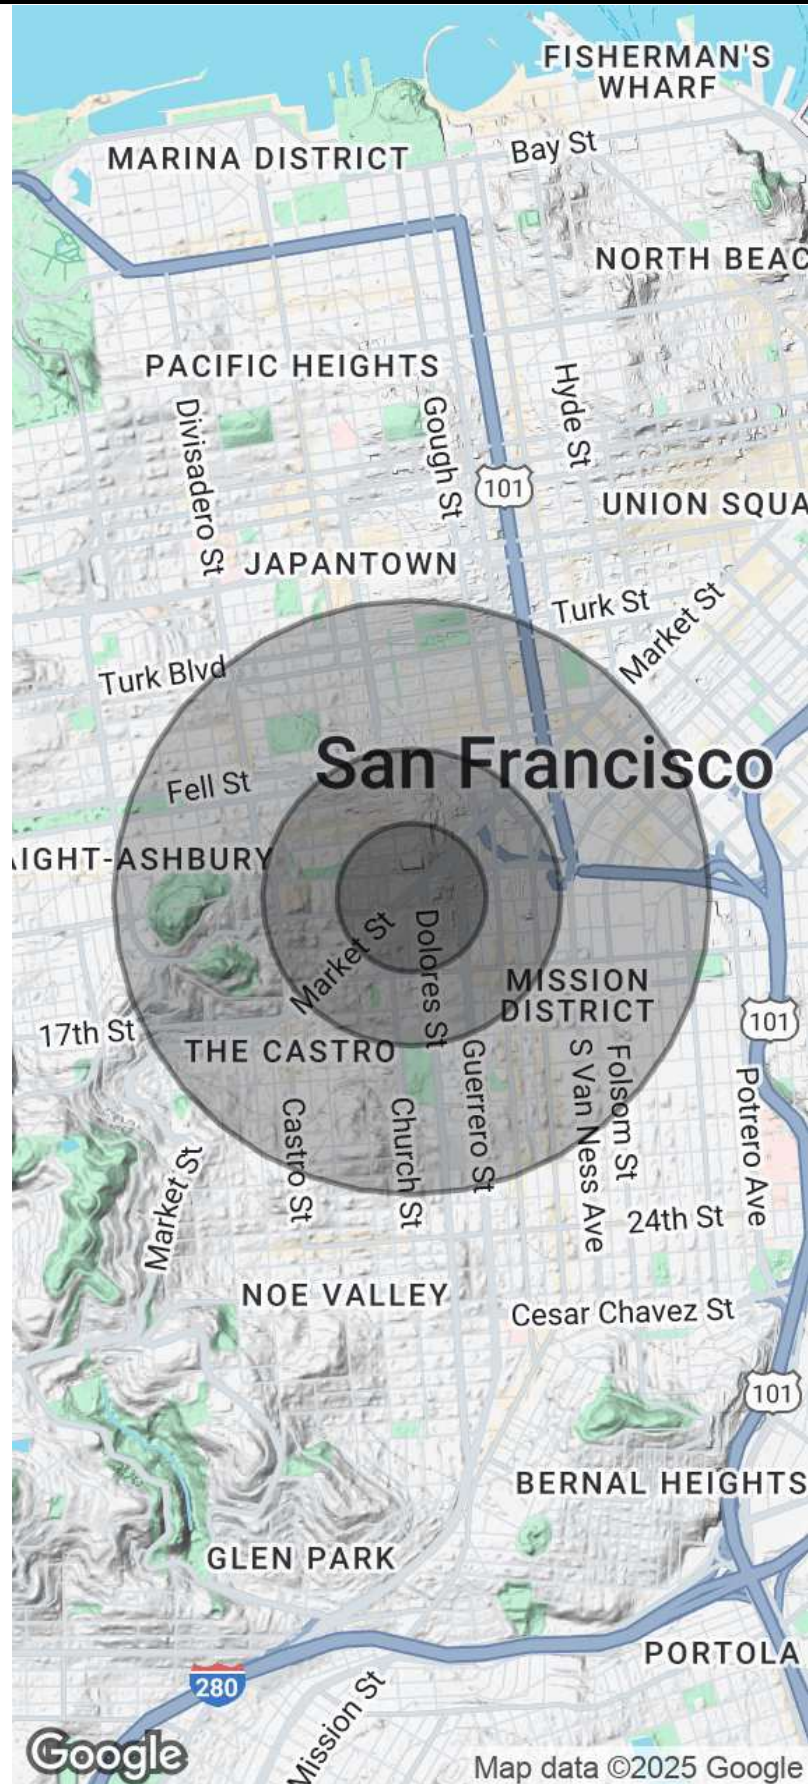 FISHERMAN'S
WHARF
Bay St
MARINA DISTRICT
NORTH BEAC
PACIFIC HEIGHTS
Hyde St
Divisadero St
Gough St
101
UNION SQUA
JAPANTOWN
Turk St
Market St
Turk Blvd
San Francisco
Fell St
AIGHT-ASHBURY
Market St
Dolores St
MISSION
DISTRICT
101
17th St
THE CASTRO
Guerrero St
S Van Ness Ave
Folsom St
Potrero Ave
Castro St
Church St
Market St
24th St
NOE VALLEY
Cesar Chavez St
101
BERNAL HEIGHTS
GLEN PARK
PORTOLA
280
Mission St
Google
Map data ©2025 Google